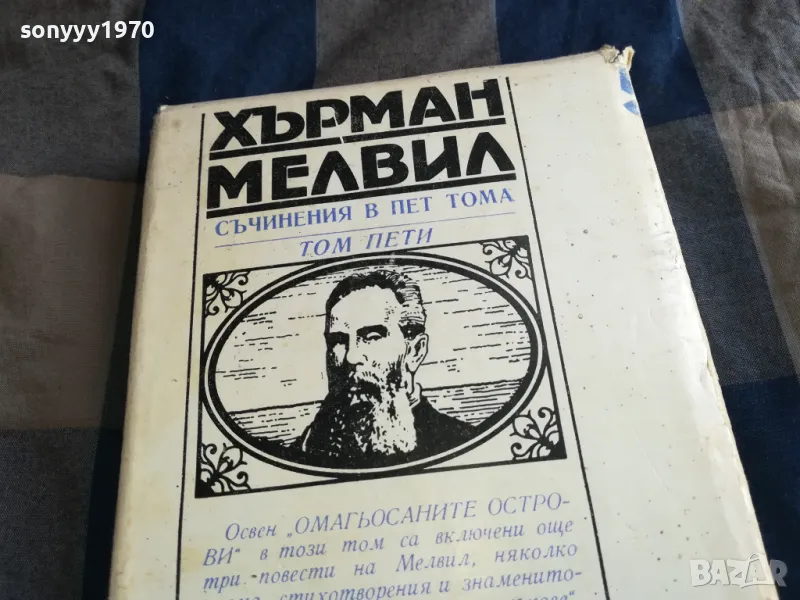 sonyyy1970
ХЪРМАН
МЕЛВИЛ
СЪЧИНЕНИЯ В ПЕТ ТОМА
ТОМ ПЕТИ
Освен „ОМАГЬОСАНИТЕ ОСТРО-
ВИ“ в този том са включени още
три повести на Мелвил, няколко
стихотворения и знаменито-
bazar